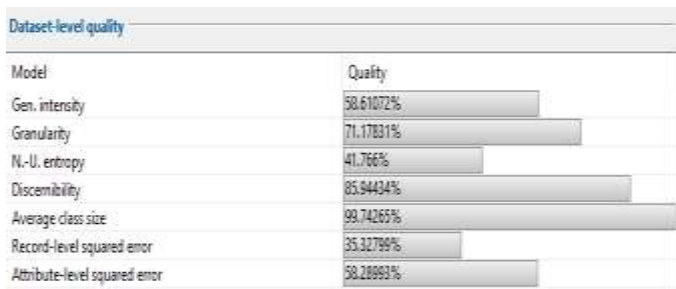 Dataset-level quality
Model Quality
Gen. intensity 58.61072%
Granularity 71.17831%
N.-U. entropy 41.766%
Discernibility 85.94434%
Average class size 99.74265%
Record-level squared error 35.32799%
Attribute-level squared error 58.28993%